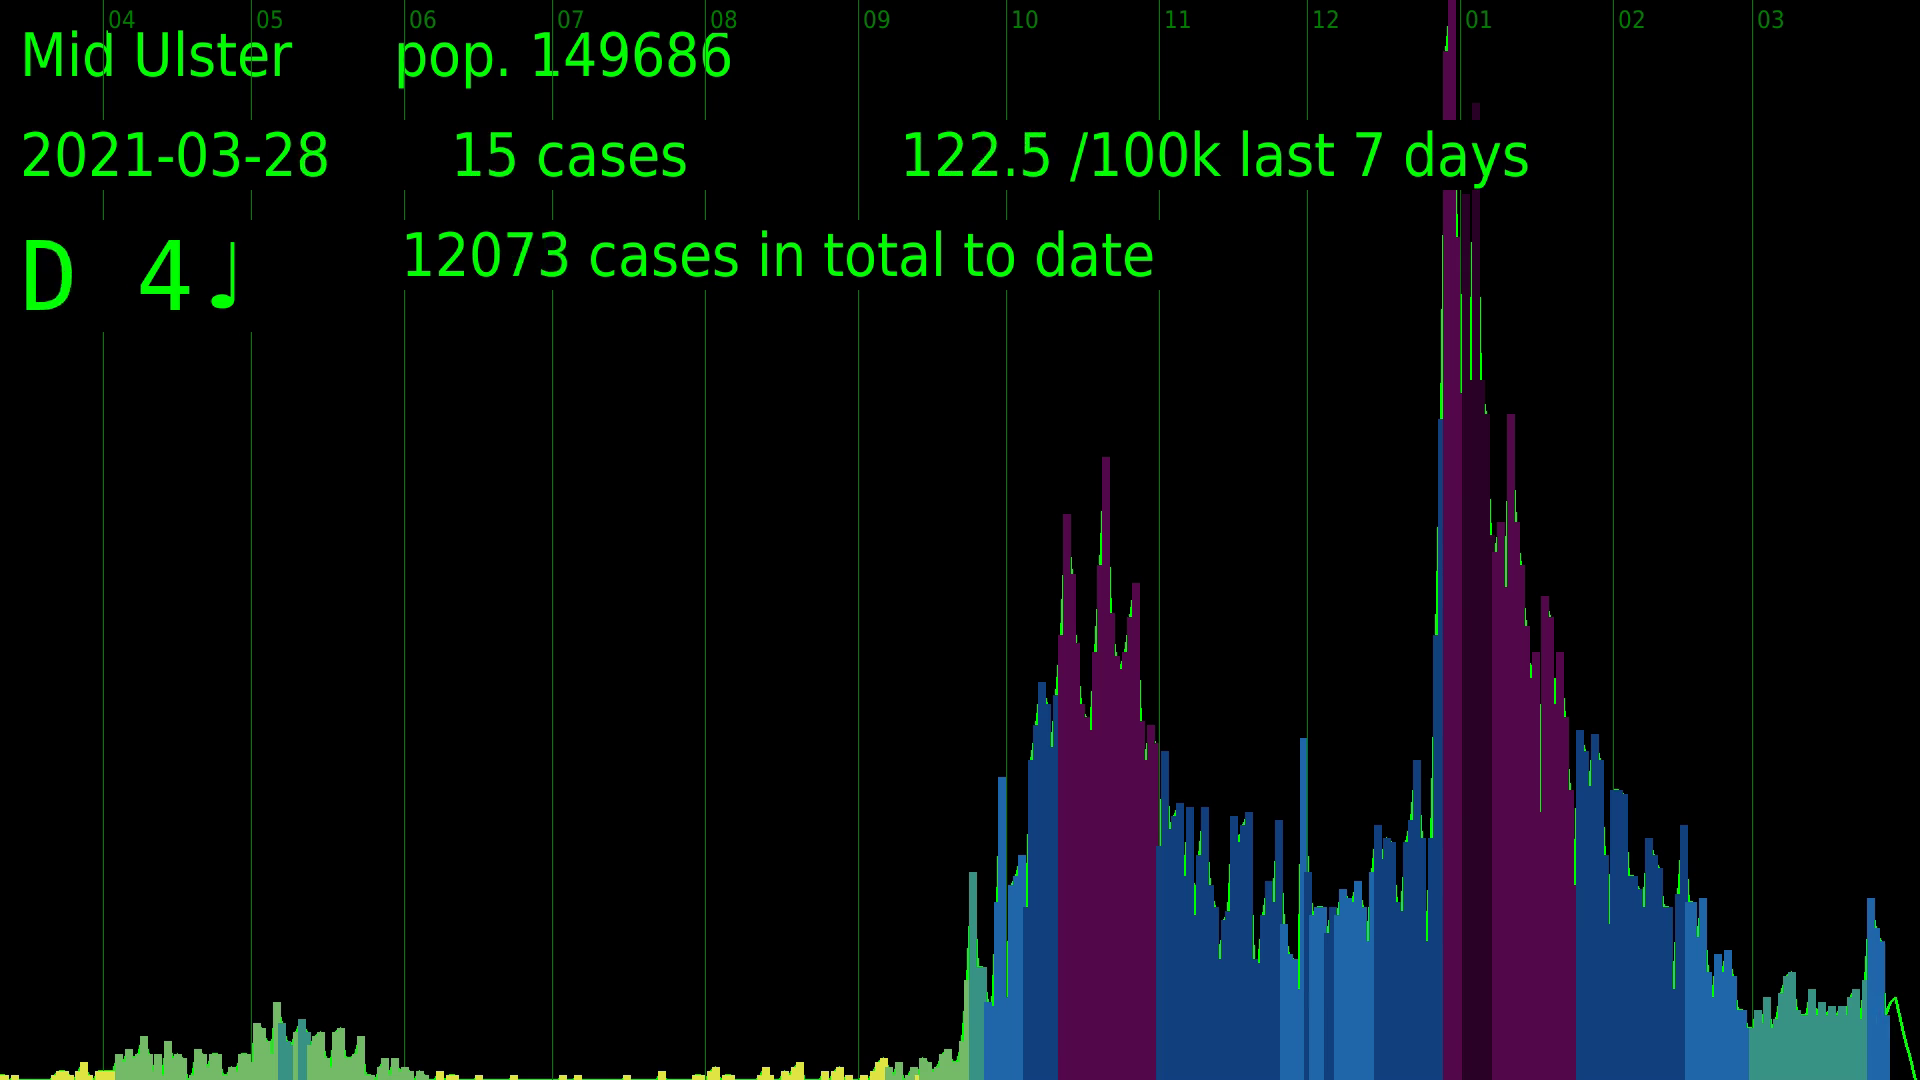 04 05 06 07 08 09 10 11 12 01 02 03
Mid Ulster pop. 149686
2021-03-28 15 cases 122.5 /100k last 7 days
D 4♩ 12073 cases in total to date